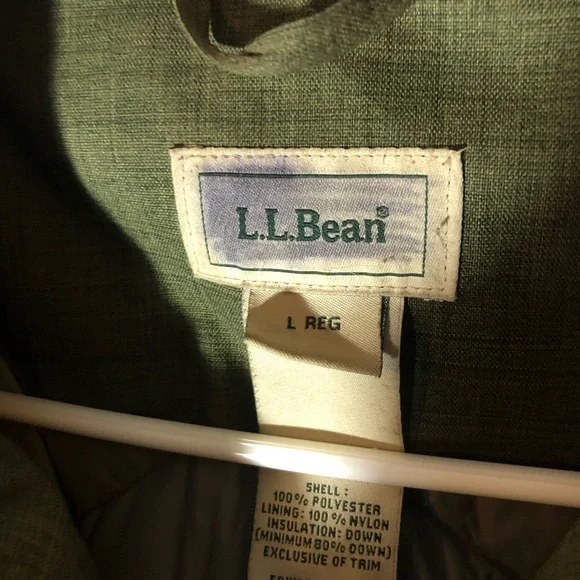 L.L.Bean®
L REG
SHELL:
100% POLYESTER
LINING: 100% NYLON
INSULATION: DOWN
(MINIMUM 80% DOWN)
EXCLUSIVE OF TRIM